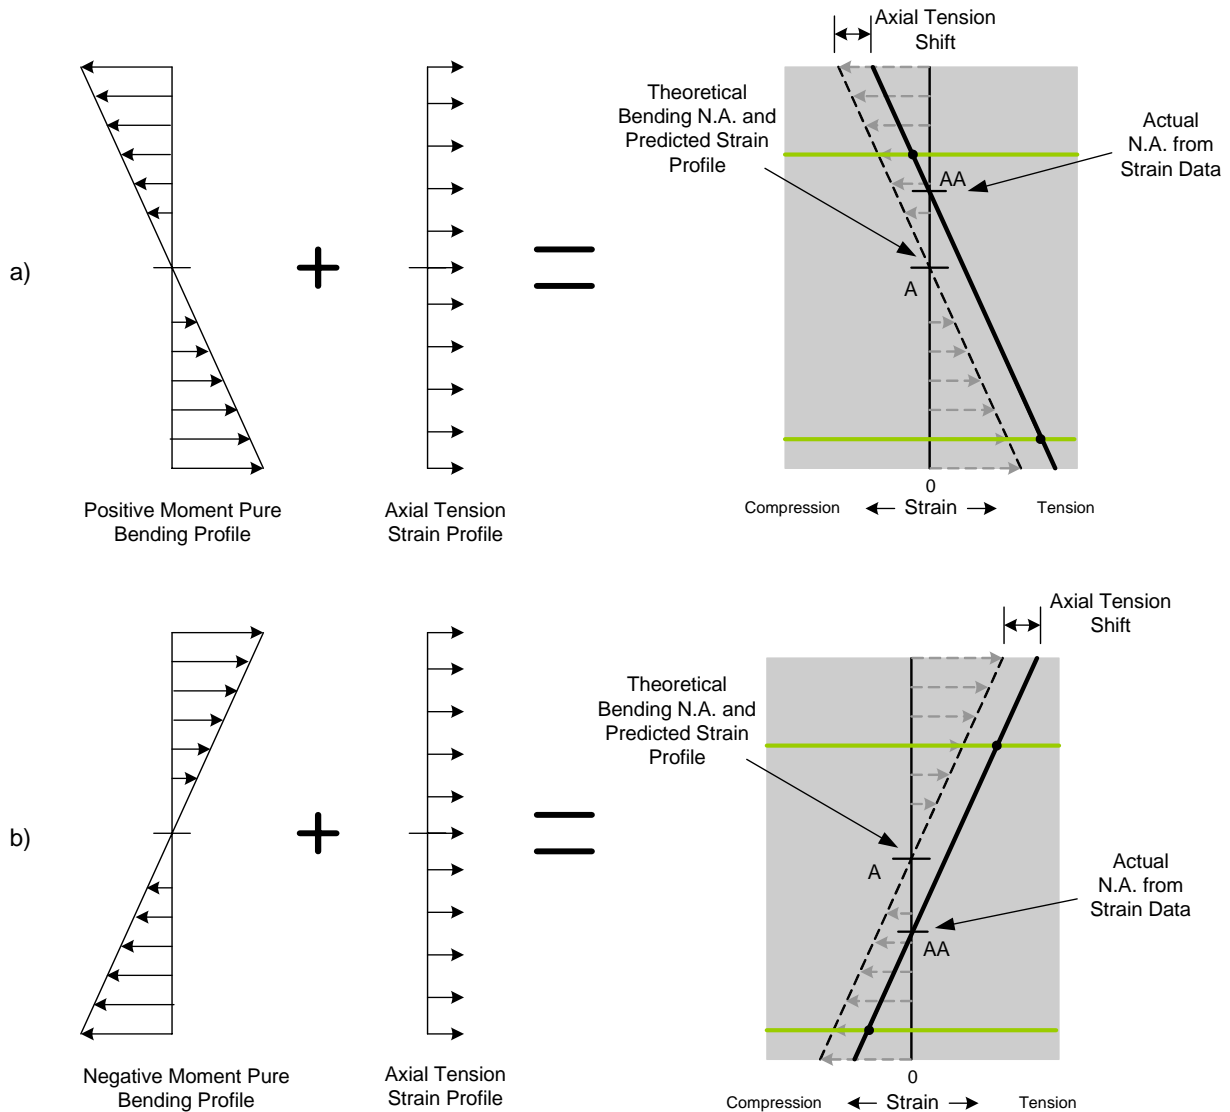 Axial Tension
Shift
Theoretical
Bending N.A. and
Predicted Strain
Profile
Actual
N.A. from
Strain Data
AA
A
a)
0
Compression
Strain
Tension
Positive Moment Pure
Bending Profile
Axial Tension
Strain Profile
Axial Tension
Shift
Theoretical
Bending N.A. and
Predicted Strain
Profile
b)
A
Actual
N.A. from
Strain Data
AA
0
Compression
Strain
Tension
Negative Moment Pure
Bending Profile
Axial Tension
Strain Profile